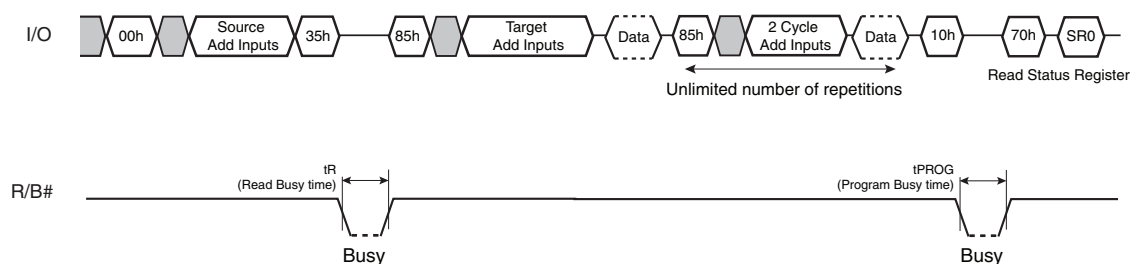 I/O
00h
Source
Add Inputs
35h
85h
Target
Add Inputs
Data
85h
2 Cycle
Add Inputs
Data
10h
70h
SR0
Unlimited number of repetitions
Read Status Register
R/B#
tR
(Read Busy time)
Busy
tPROG
(Program Busy time)
Busy